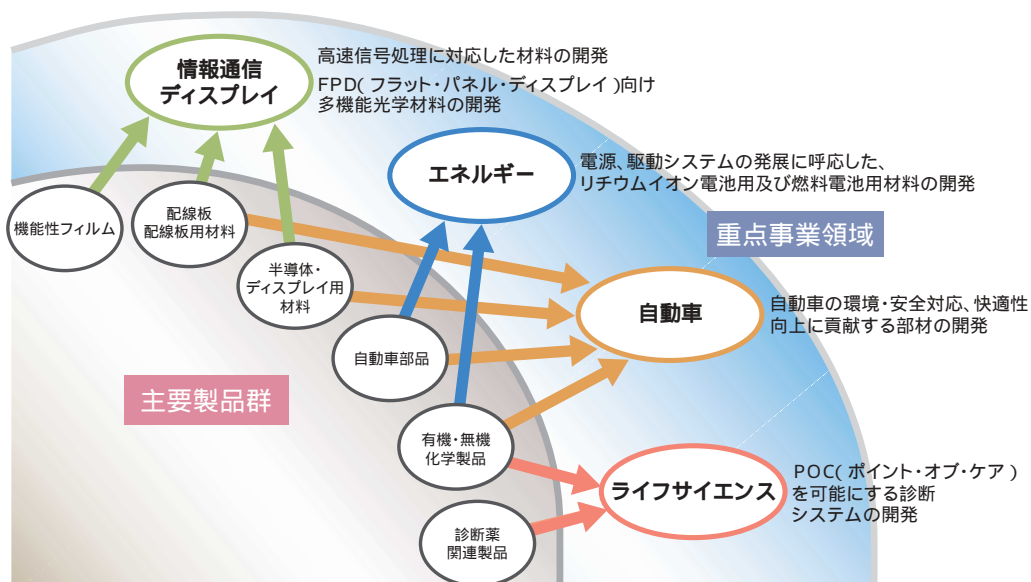 情報通信
ディスプレイ
高速信号処理に対応した材料の開発
FPD(フラット・パネル・ディスプレイ)向け
多機能光学材料の開発
エネルギー
電源、駆動システムの発展に呼応した、
リチウムイオン電池用及び燃料電池用材料の開発
機能性フィルム
配線板
配線板用材料
重点事業領域
半導体・
ディスプレイ用
材料
自動車
自動車の環境・安全対応、快適性
向上に貢献する部材の開発
自動車部品
主要製品群
有機・無機
化学製品
ライフサイエンス
POC(ポイント・オブ・ケア)
を可能にする診断
システムの開発
診断薬
関連製品